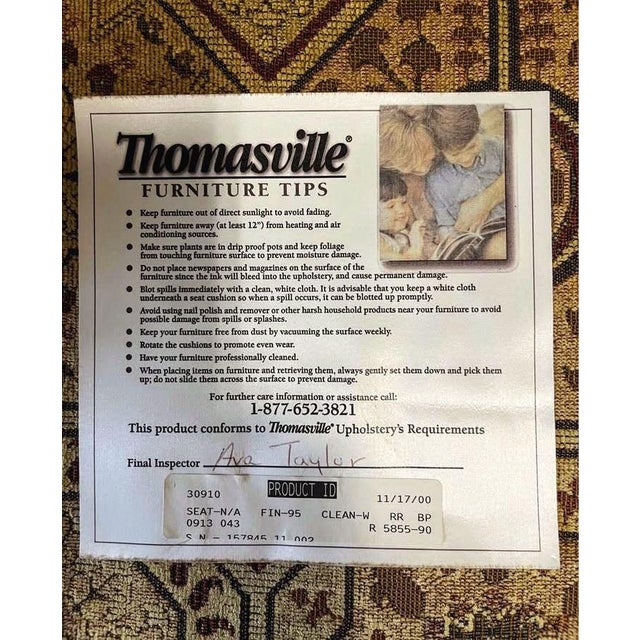 Thomasville®
FURNITURE TIPS
• Keep furniture out of direct sunlight to avoid fading.
• Keep furniture away (at least 12") from heating and air
conditioning sources.
• Make sure plants are in drip proof pots and keep foliage
from touching furniture surface to prevent moisture damage.
• Do not place newspapers and magazines on the surface of the
furniture since the ink will bleed into the upholstery, and cause permanent damage.
• Blot spills immediately with a clean, white cloth. It is advisable that you keep a white cloth
underneath a seat cushion so when a spill occurs, it can be blotted up promptly.
• Avoid using nail polish and remover or other harsh household products near your furniture to avoid
possible damage from spills or splashes.
• Keep your furniture free from dust by vacuuming the surface weekly.
• Rotate the cushions to promote even wear.
• Have your furniture professionally cleaned.
• When placing items on furniture and retrieving them, always gently set them down and pick them
up; do not slide them across the surface to prevent damage.
For further care information or assistance call:
1-877-652-3821
This product conforms to Thomasville® Upholstery's Requirements
Final Inspector Ava Taylor
30910 PRODUCT ID 11/17/00
SEAT-N/A FIN-95 CLEAN-W RR BP
0913 043 R 5855-90
S N - 157845 11 002